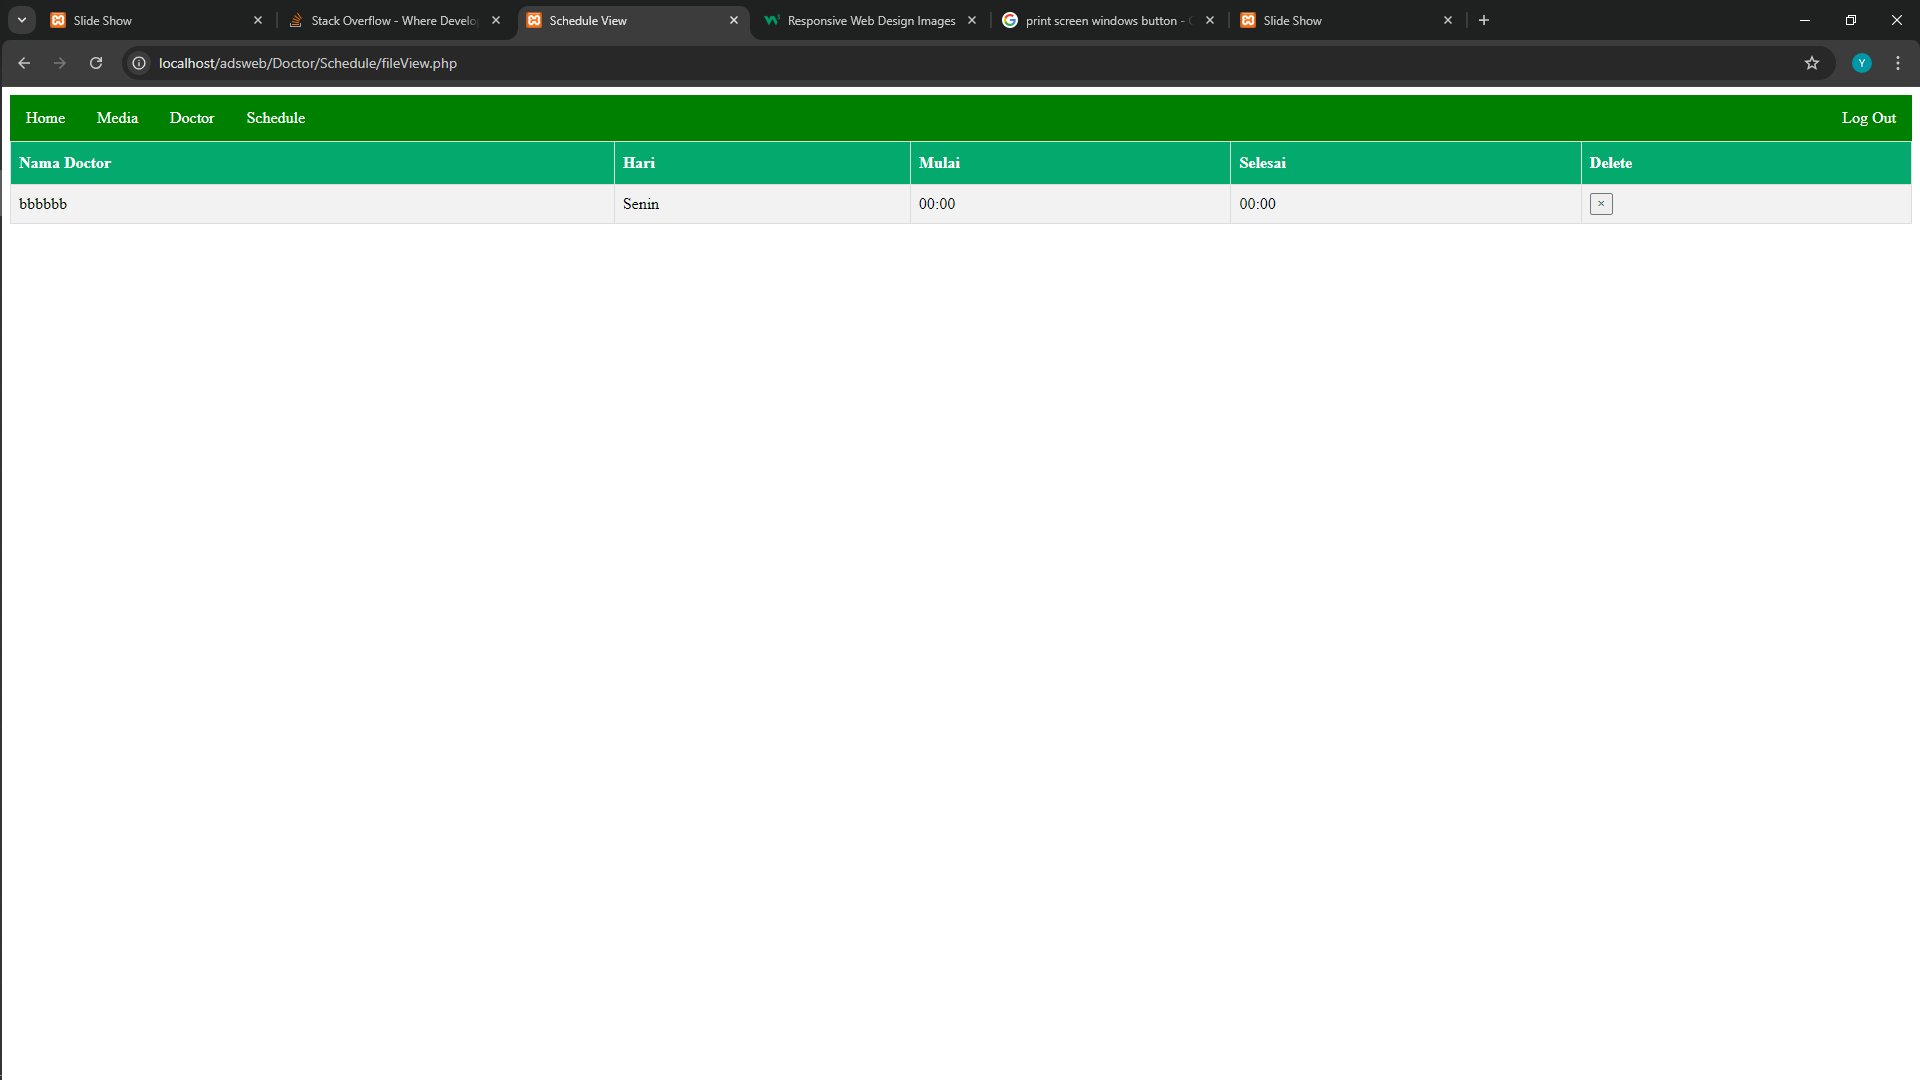 Slide Show
Stack Overflow - Where Develo
Schedule View
Responsive Web Design Images
print screen windows button -
Slide Show
localhost/adsweb/Doctor/Schedule/fileView.php
Y
Home Media Doctor Schedule Log Out
Nama Doctor Hari Mulai Selesai Delete
bbbbbb Senin 00:00 00:00 ×